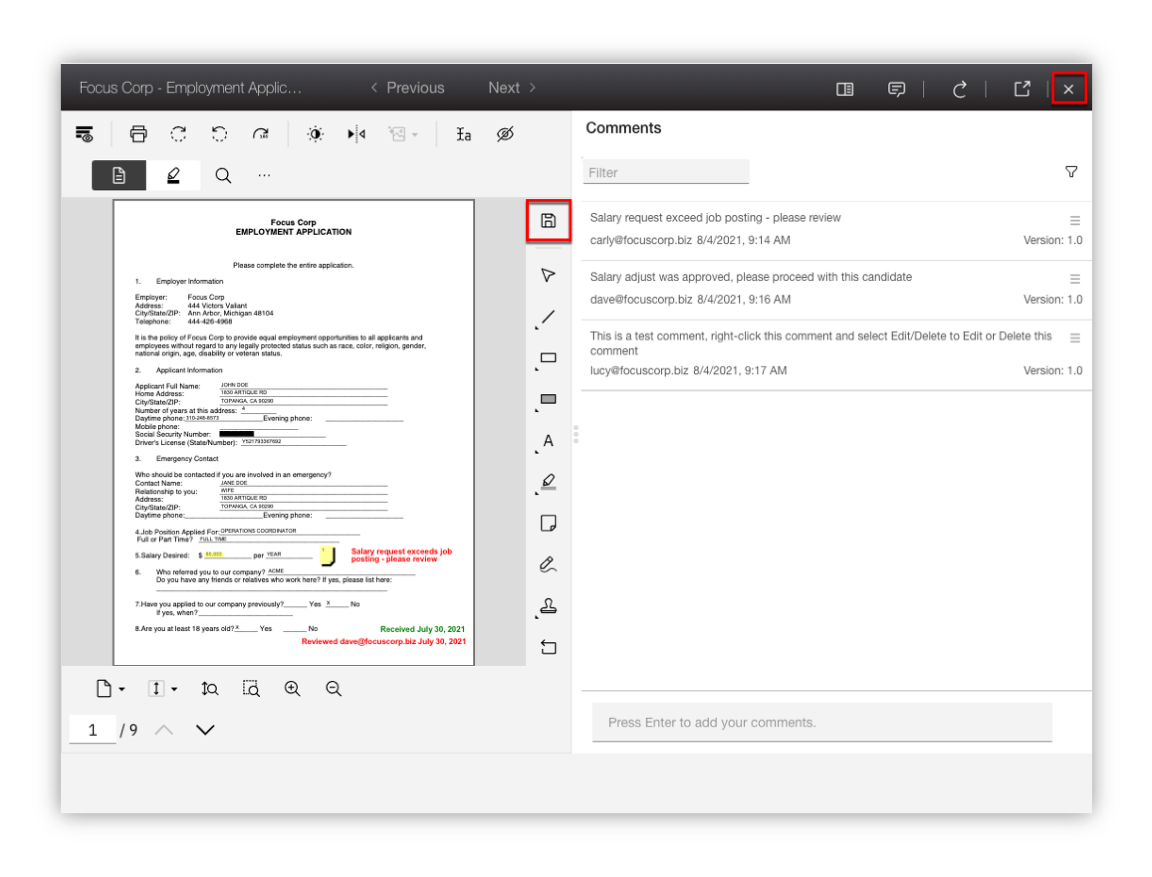 Focus Corp - Employment Applic...
< Previous
Next >
Comments
Filter
Salary request exceed job posting - please review
carly@focuscorp.biz 8/4/2021, 9:14 AM
Version: 1.0
Salary adjust was approved, please proceed with this candidate
dave@focuscorp.biz 8/4/2021, 9:16 AM
Version: 1.0
This is a test comment, right-click this comment and select Edit/Delete to Edit or Delete this
comment
lucy@focuscorp.biz 8/4/2021, 9:17 AM
Version: 1.0
Press Enter to add your comments.
Focus Corp
EMPLOYMENT APPLICATION
Please complete the entire application.
1. Employer Information
Employer: Focus Corp
Address: 444 Victors Valiant
City/State/ZIP: Ann Arbor, Michigan 48104
Telephone: 444-426-4968
It is the policy of Focus Corp to provide equal employment opportunities to all applicants and
employees without regard to any legally protected status such as race, color, religion, gender,
national origin, age, disability or veteran status.
2. Applicant Information
Applicant Full Name: JOHN DOE
Home Address: 1830 ARTIQUE RD
City/State/ZIP: TOPANGA, CA 90290
Number of years at this address: 4
Daytime phone: 310-248-8573 Evening phone:
Mobile phone:
Social Security Number:
Driver's License (State/Number): Y521793367692
3. Emergency Contact
Who should be contacted if you are involved in an emergency?
Contact Name: JANE DOE
Relationship to you: WIFE
Address: 1830 ARTIQUE RD
City/State/ZIP: TOPANGA, CA 90290
Daytime phone: Evening phone:
4.Job Position Applied For: OPERATIONS COORDINATOR
Full or Part Time? FULL TIME
5.Salary Desired: $ per YEAR
Salary request exceeds job
posting - please review
6. Who referred you to our company? ACME
Do you have any friends or relatives who work here? If yes, please list here:
7.Have you applied to our company previously? Yes X No
If yes, when?
8.Are you at least 18 years old? X Yes No
Received July 30, 2021
Reviewed dave@focuscorp.biz July 30, 2021
1 / 9